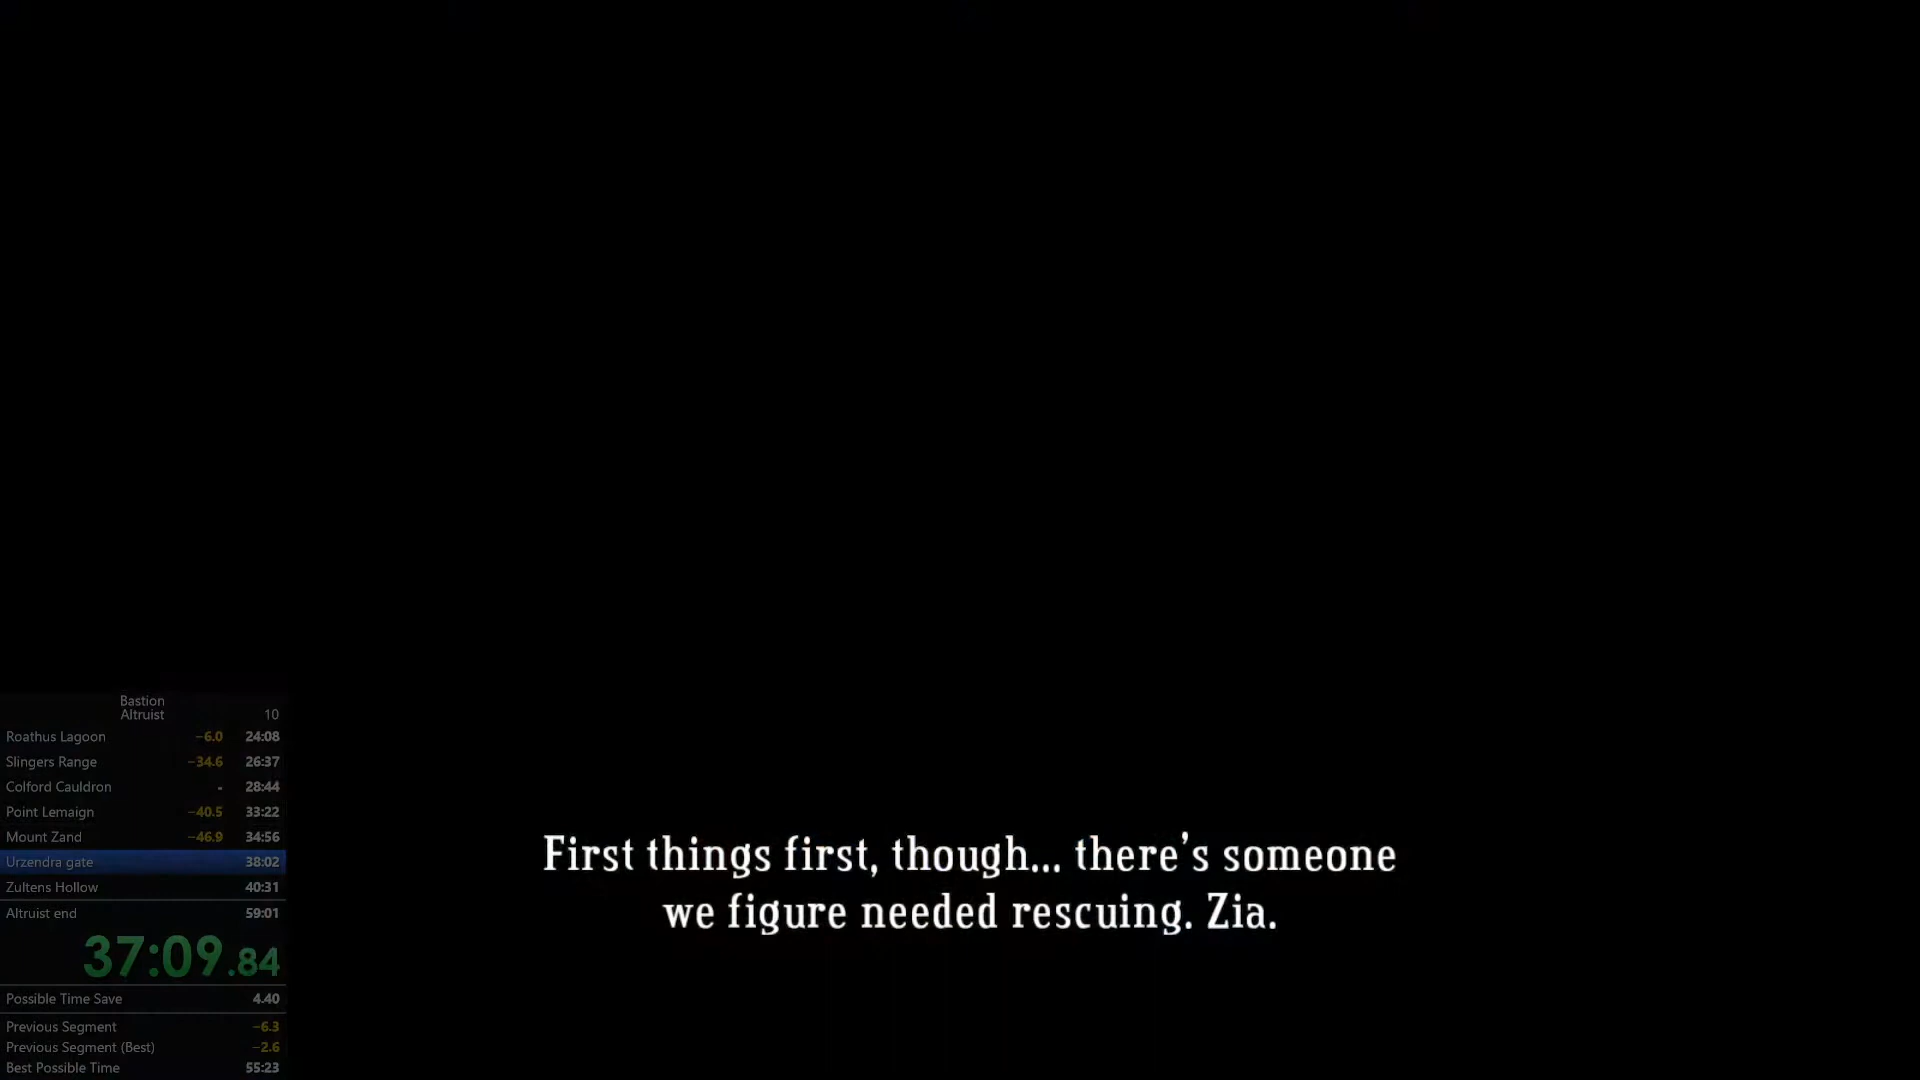 First things first, though... there's someone
we figure needed rescuing. Zia.
Bastion
Altruist 10
Roathus Lagoon −6.0 24:08
Slingers Range −34.6 26:37
Colford Cauldron - 28:44
Point Lemaign −40.5 33:22
Mount Zand −46.9 34:56
Urzendra gate 38:02
Zultens Hollow 40:31
Altruist end 59:01
37:09.84
Possible Time Save 4.40
Previous Segment −6.3
Previous Segment (Best) −2.6
Best Possible Time 55:23